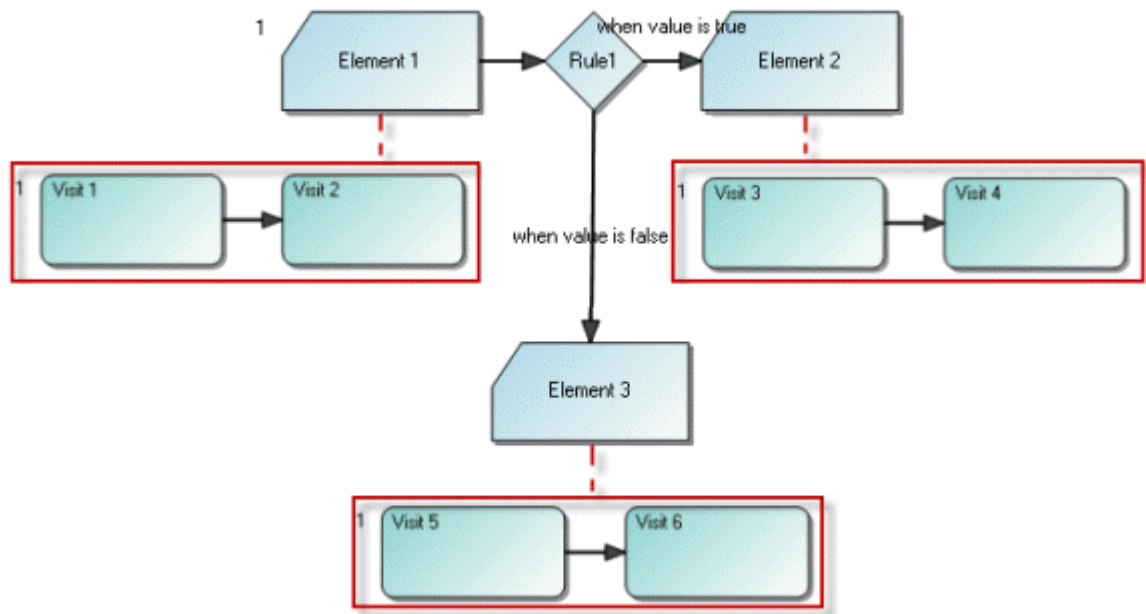 when value is true
1
Element 1
Rule1
Element 2
1
Visit 1
Visit 2
1
Visit 3
Visit 4
when value is false
Element 3
1
Visit 5
Visit 6